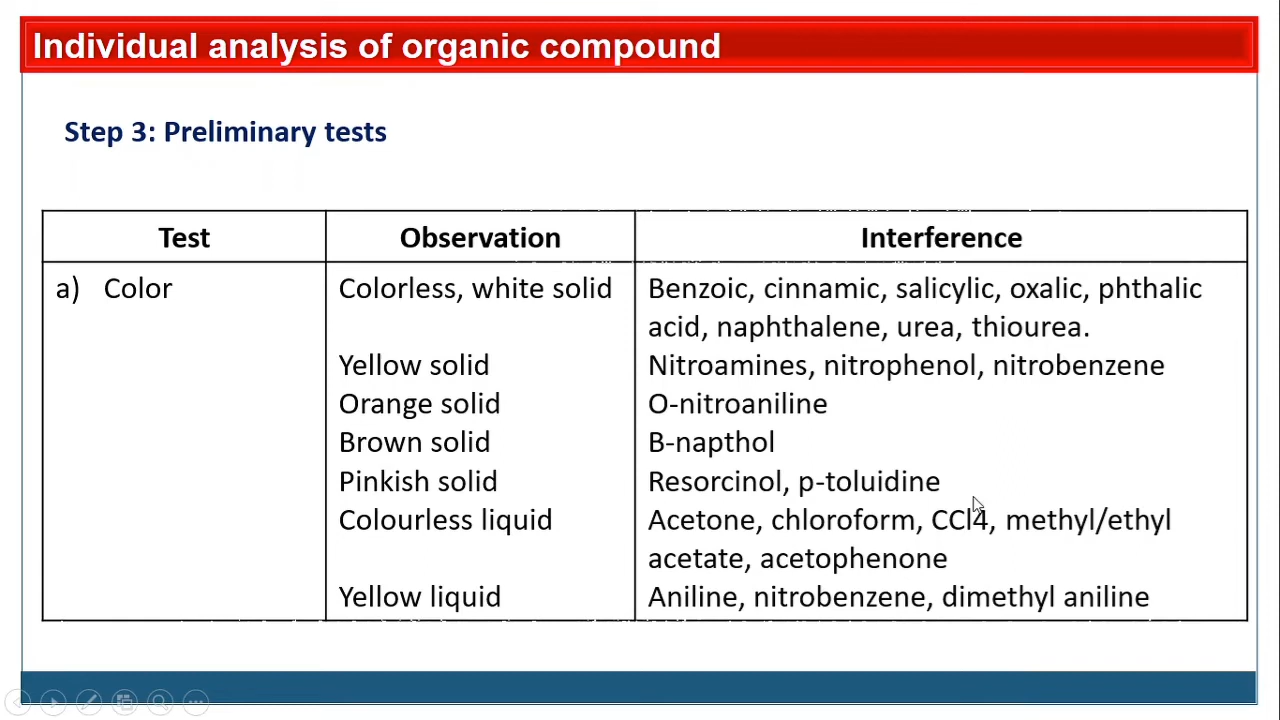 Individual analysis of organic compound
Step 3: Preliminary tests
Test Observation Interference
a) Color Colorless, white solid Benzoic, cinnamic, salicylic, oxalic, phthalic
acid, naphthalene, urea, thiourea.
Yellow solid Nitroamines, nitrophenol, nitrobenzene
Orange solid O-nitroaniline
Brown solid B-napthol
Pinkish solid Resorcinol, p-toluidine
Colourless liquid Acetone, chloroform, CCl4, methyl/ethyl
acetate, acetophenone
Yellow liquid Aniline, nitrobenzene, dimethyl aniline